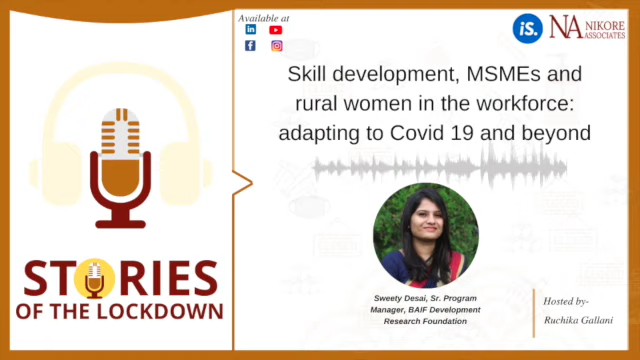 STORIES
OF THE LOCKDOWN
Available at
iS.
NA NIKORE
ASSOCIATES
Skill development, MSMEs and
rural women in the workforce:
adapting to Covid 19 and beyond
Sweety Desai, Sr. Program
Manager, BAIF Development
Research Foundation
Hosted by-
Ruchika Gallani